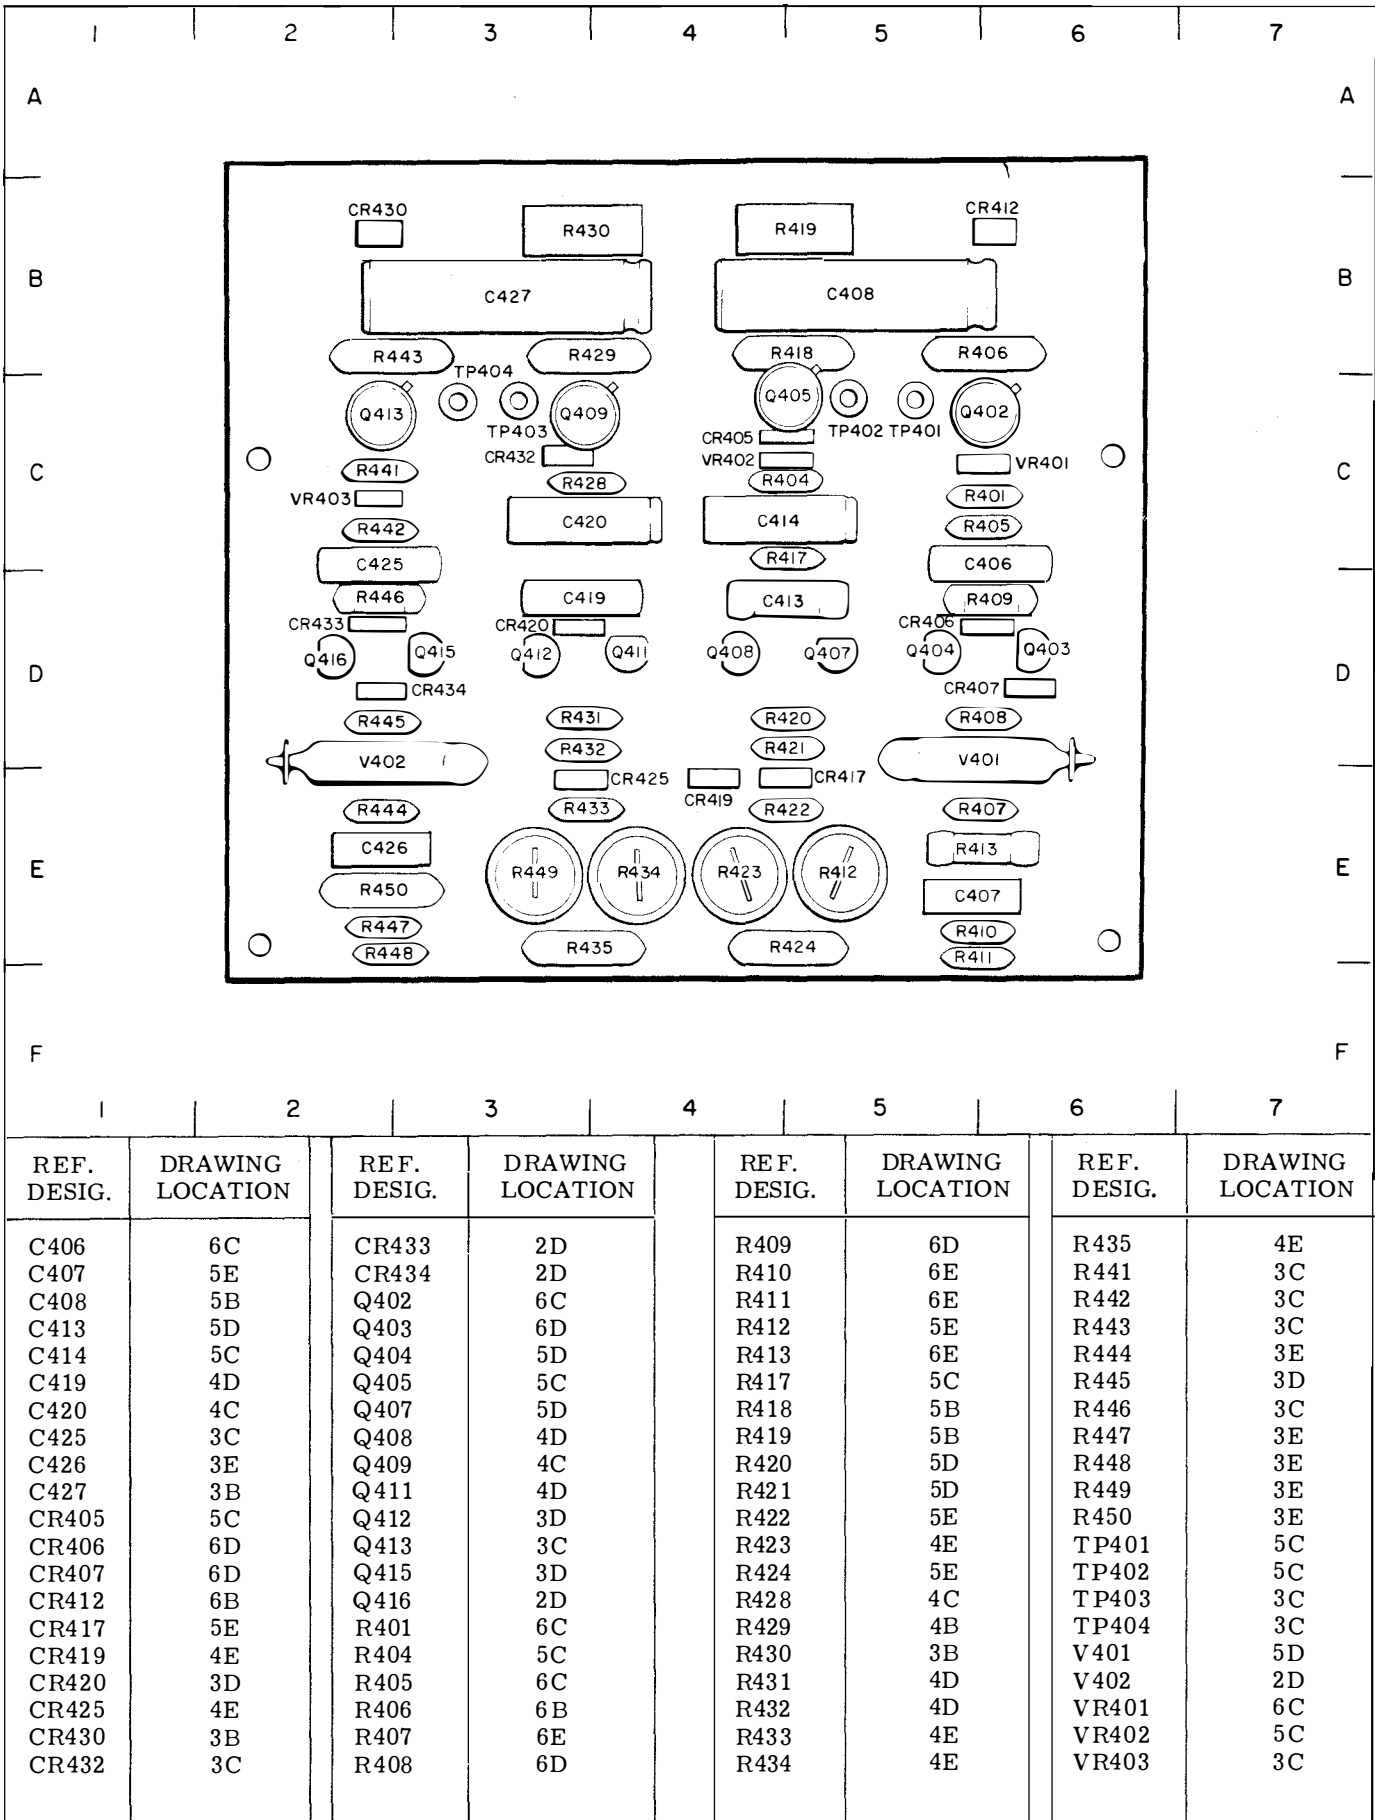 1 2 3 4 5 6 7
A A
CR430 R430 R419 CR412
B C427 C408 B
R443 R429 R418 R406
TP404
Q413 Q409 Q405 Q402
TP403 TP402 TP401
CR405
CR432 VR402 VR401
C R441 C
R428 R404
VR403 R401
C420 C414
R442 R405
R417
C425 C406
R446 C419 C413 R409
CR433 CR420 CR406
Q416 Q415 Q412 Q411 Q408 Q407 Q404 Q403
D D
CR434 CR407
R445 R431 R420 R408
R432 R421
V402 V401
CR425 CR417
CR419
R444 R433 R422 R407
C426 R413
E R449 R434 R423 R412 E
R450 C407
R447 R410
R448 R435 R424 R411
F F
1 2 3 4 5 6 7
REF. DRAWING REF. DRAWING REF. DRAWING REF. DRAWING
DESIG. LOCATION DESIG. LOCATION DESIG. LOCATION DESIG. LOCATION
C406 6C CR433 2D R409 6D R435 4E
C407 5E CR434 2D R410 6E R441 3C
C408 5B Q402 6C R411 6E R442 3C
C413 5D Q403 6D R412 5E R443 3C
C414 5C Q404 5D R413 6E R444 3E
C419 4D Q405 5C R417 5C R445 3D
C420 4C Q407 5D R418 5B R446 3C
C425 3C Q408 4D R419 5B R447 3E
C426 3E Q409 4C R420 5D R448 3E
C427 3B Q411 4D R421 5D R449 3E
CR405 5C Q412 3D R422 5E R450 3E
CR406 6D Q413 3C R423 4E TP401 5C
CR407 6D Q415 3D R424 5E TP402 5C
CR412 6B Q416 2D R428 4C TP403 3C
CR417 5E R401 6C R429 4B TP404 3C
CR419 4E R404 5C R430 3B V401 5D
CR420 3D R405 6C R431 4D V402 2D
CR425 4E R406 6B R432 4D VR401 6C
CR430 3B R407 6E R433 4E VR402 5C
CR432 3C R408 6D R434 4E VR403 3C